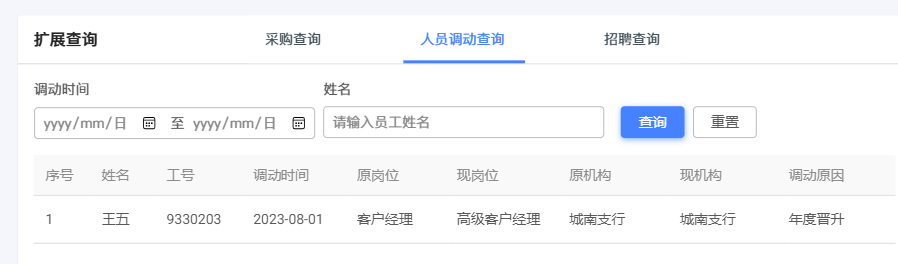 扩展查询 采购查询 人员调动查询 招聘查询
调动时间 姓名
yyyy/mm/日 至 yyyy/mm/日 请输入员工姓名 查询 重置
序号 姓名 工号 调动时间 原岗位 现岗位 原机构 现机构 调动原因
1 王五 9330203 2023-08-01 客户经理 高级客户经理 城南支行 城南支行 年度晋升